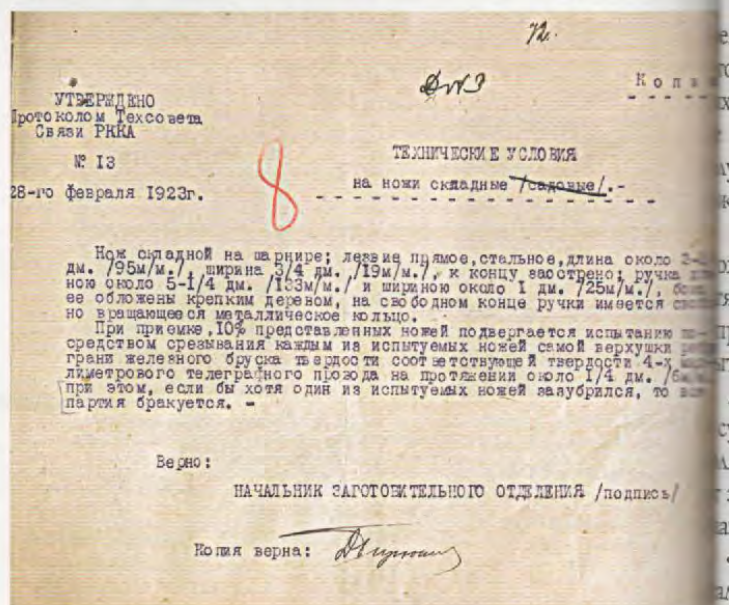 72.
УТВЕРЖДЕНО
Протоколом Техсовета
Связи РККА
№ 13
28-го февраля 1923г.
8
ТЕХНИЧЕСКИЕ УСЛОВИЯ
на ножи складные /садовые/.-
Нож складной на шарнире; лезвие прямое,стальное,длина около
дм. /95м/м./, ширина 3/4 дм. /19м/м./, к концу заострено; ручка
ною около 5-1/4 дм. /133м/м./ и шириною около 1 дм. /25м/м./,
ее обложены крепким деревом, на свободном конце ручки имеется
но вращающееся металлическое кольцо.
При приемке,10% представленных ножей подвергается испытанию
средством срезывания каждым из испытуемых ножей самой верхушки
грани железного бруска твердости соответствующей твердости 4-х
лиметрового телеграфного провода на протяжении около 1/4 дм.
при этом, если бы хотя один из испытуемых ножей зазубрился, то
партия бракуется. -
Верно:
НАЧАЛЬНИК ЗАГОТОВИТЕЛЬНОГО ОТДЕЛЕНИЯ /подпись/
Копия верна: